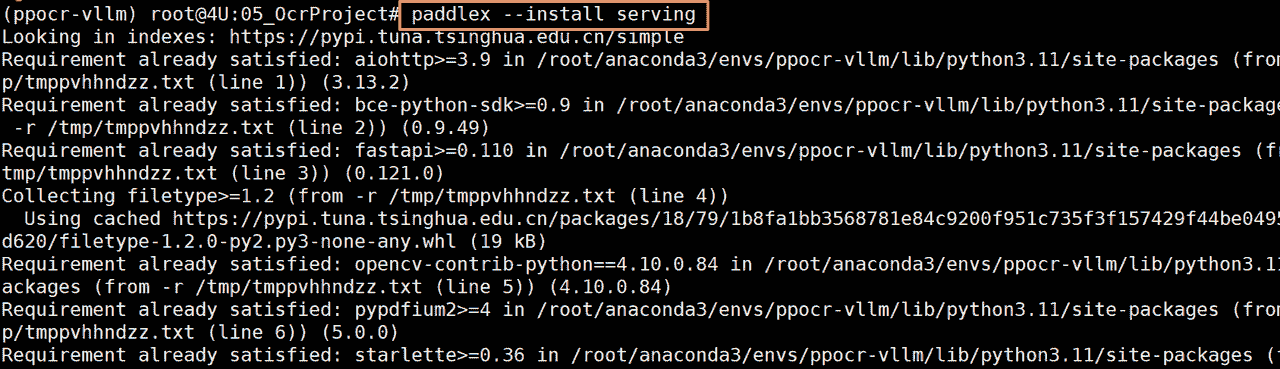 (ppocr-vllm) root@4U:05_OcrProject# paddlex --install serving
Looking in indexes: https://pypi.tuna.tsinghua.edu.cn/simple
Requirement already satisfied: aiohttp>=3.9 in /root/anaconda3/envs/ppocr-vllm/lib/python3.11/site-packages (from
p/tmppvhhndzz.txt (line 1)) (3.13.2)
Requirement already satisfied: bce-python-sdk>=0.9 in /root/anaconda3/envs/ppocr-vllm/lib/python3.11/site-package
 -r /tmp/tmppvhhndzz.txt (line 2)) (0.9.49)
Requirement already satisfied: fastapi>=0.110 in /root/anaconda3/envs/ppocr-vllm/lib/python3.11/site-packages (fr
tmp/tmppvhhndzz.txt (line 3)) (0.121.0)
Collecting filetype>=1.2 (from -r /tmp/tmppvhhndzz.txt (line 4))
  Using cached https://pypi.tuna.tsinghua.edu.cn/packages/18/79/1b8fa1bb3568781e84c9200f951c735f3f157429f44be0495
d620/filetype-1.2.0-py2.py3-none-any.whl (19 kB)
Requirement already satisfied: opencv-contrib-python==4.10.0.84 in /root/anaconda3/envs/ppocr-vllm/lib/python3.11
ackages (from -r /tmp/tmppvhhndzz.txt (line 5)) (4.10.0.84)
Requirement already satisfied: pypdfium2>=4 in /root/anaconda3/envs/ppocr-vllm/lib/python3.11/site-packages (from
p/tmppvhhndzz.txt (line 6)) (5.0.0)
Requirement already satisfied: starlette>=0.36 in /root/anaconda3/envs/ppocr-vllm/lib/python3.11/site-packages (